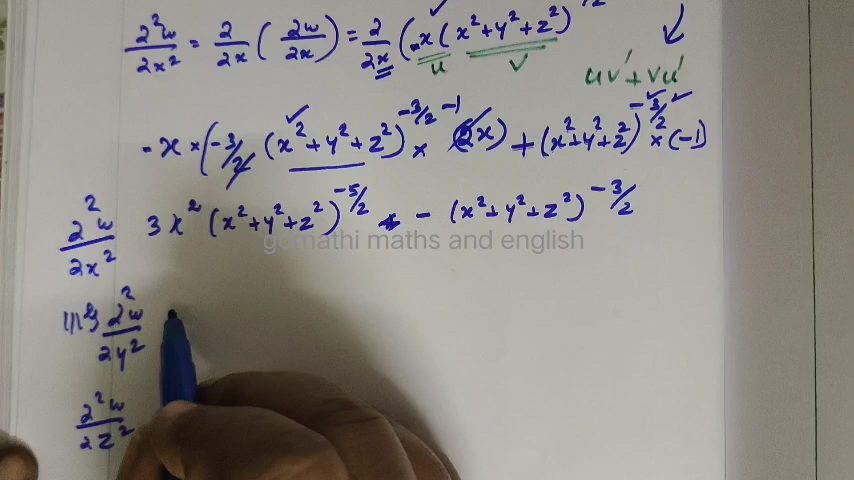 ∂²w/∂x² = ∂/∂x (∂w/∂x) = ∂/∂x (-x(x²+y²+z²)
u v uv'+vu'
- x × (-3/2 (x²+y²+z²)^-3/2 -1 × (2x) + (x²+y²+z²)^-3/2 × (-1)
∂²w/∂x² 3x² (x²+y²+z²)^-5/2 - (x²+y²+z²)^-3/2
gomathi maths and english
|||ly ∂²w/∂y²
∂²w/∂z²